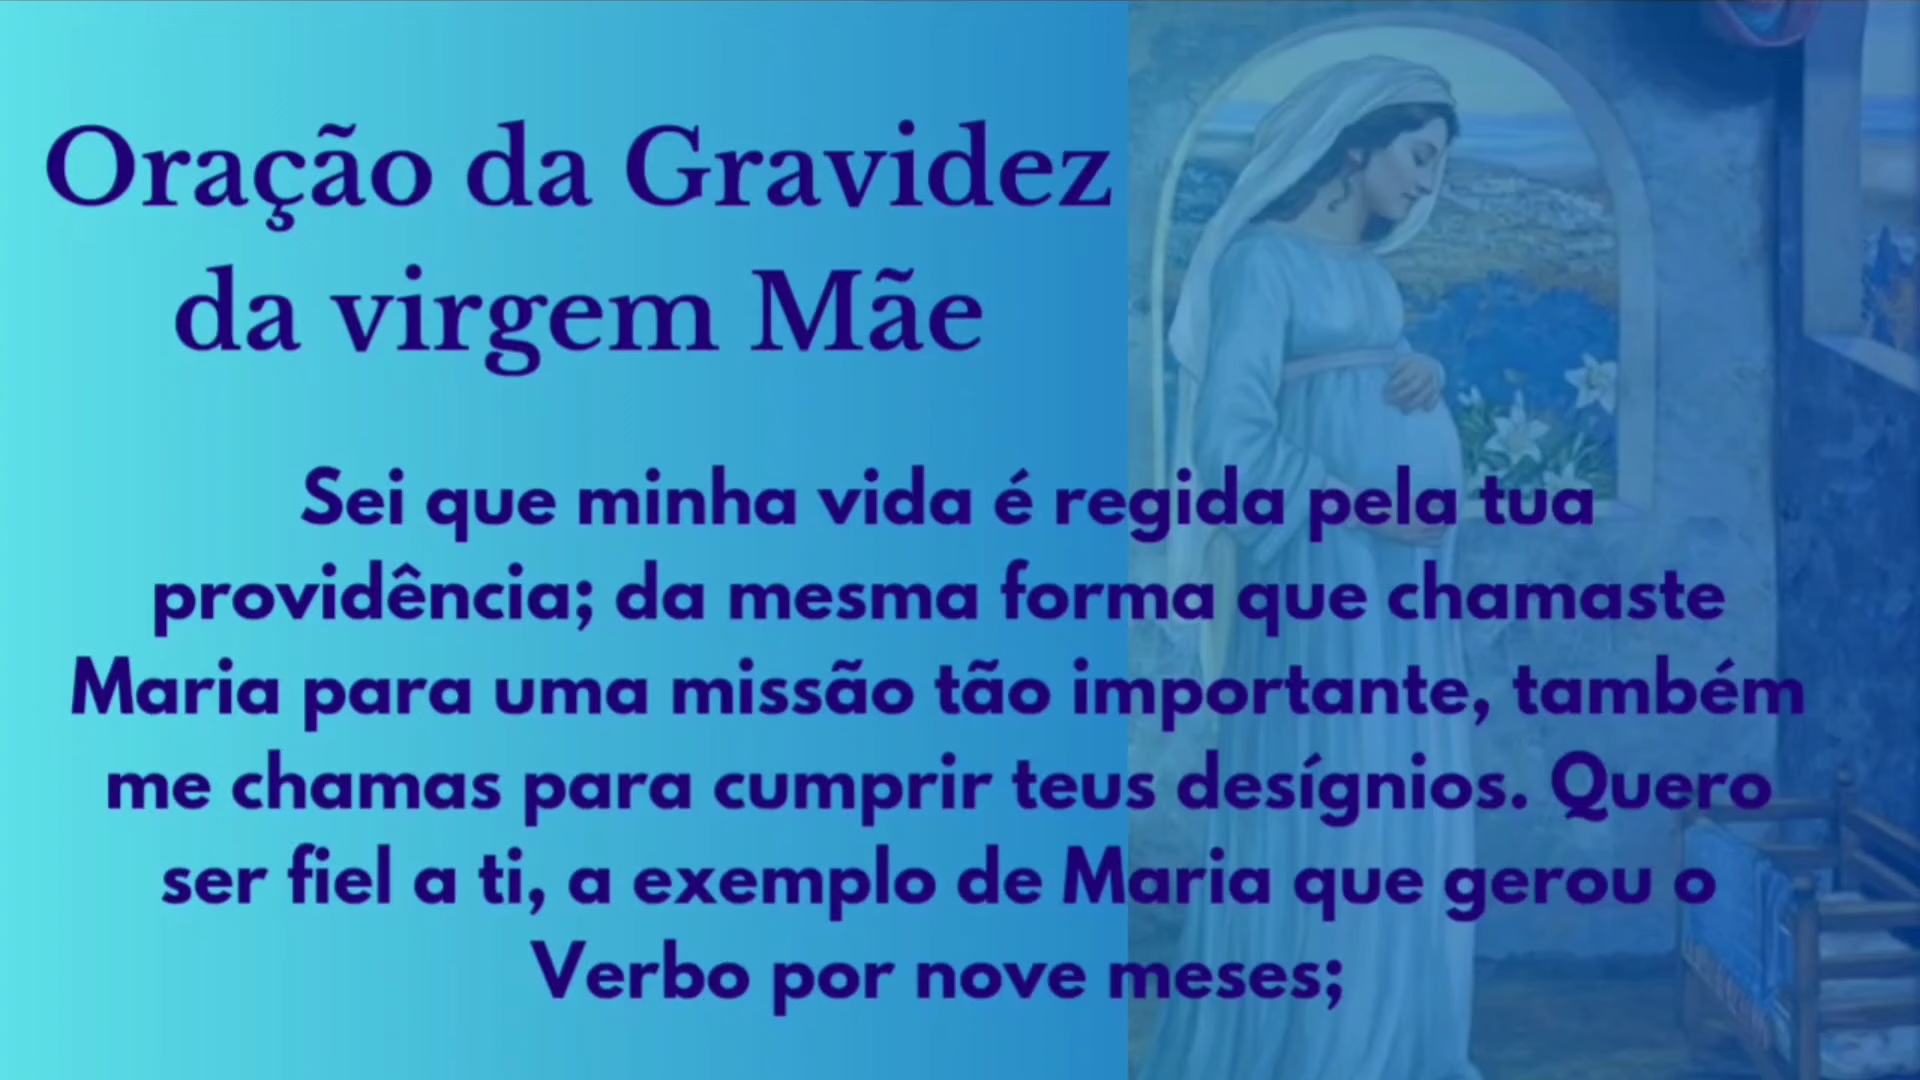 Oração da Gravidez
da virgem Mãe
Sei que minha vida é regida pela tua
providência; da mesma forma que chamaste
Maria para uma missão tão importante, também
me chamas para cumprir teus desígnios. Quero
ser fiel a ti, a exemplo de Maria que gerou o
Verbo por nove meses;